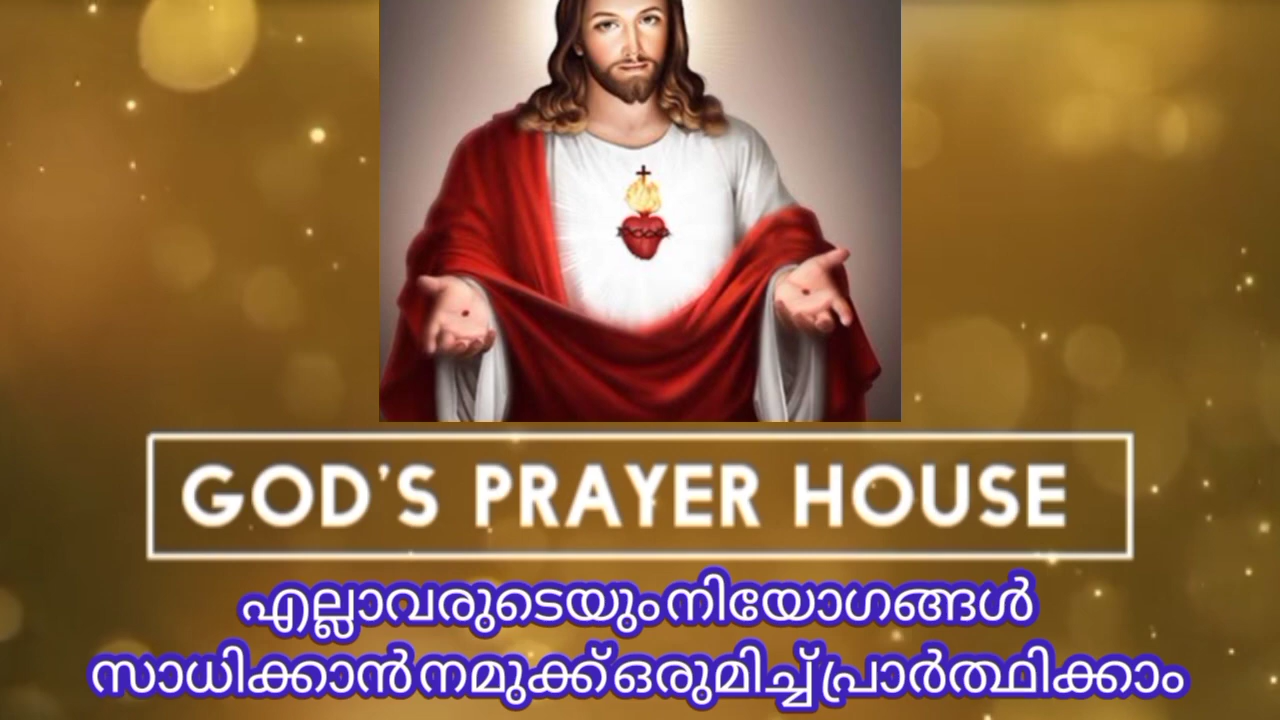 GOD'S PRAYER HOUSE
എല്ലാവരുടെയും നിയോഗങ്ങൾ
സാധിക്കാൻ നമുക്ക് ഒരുമിച്ച് പ്രാർത്ഥിക്കാം